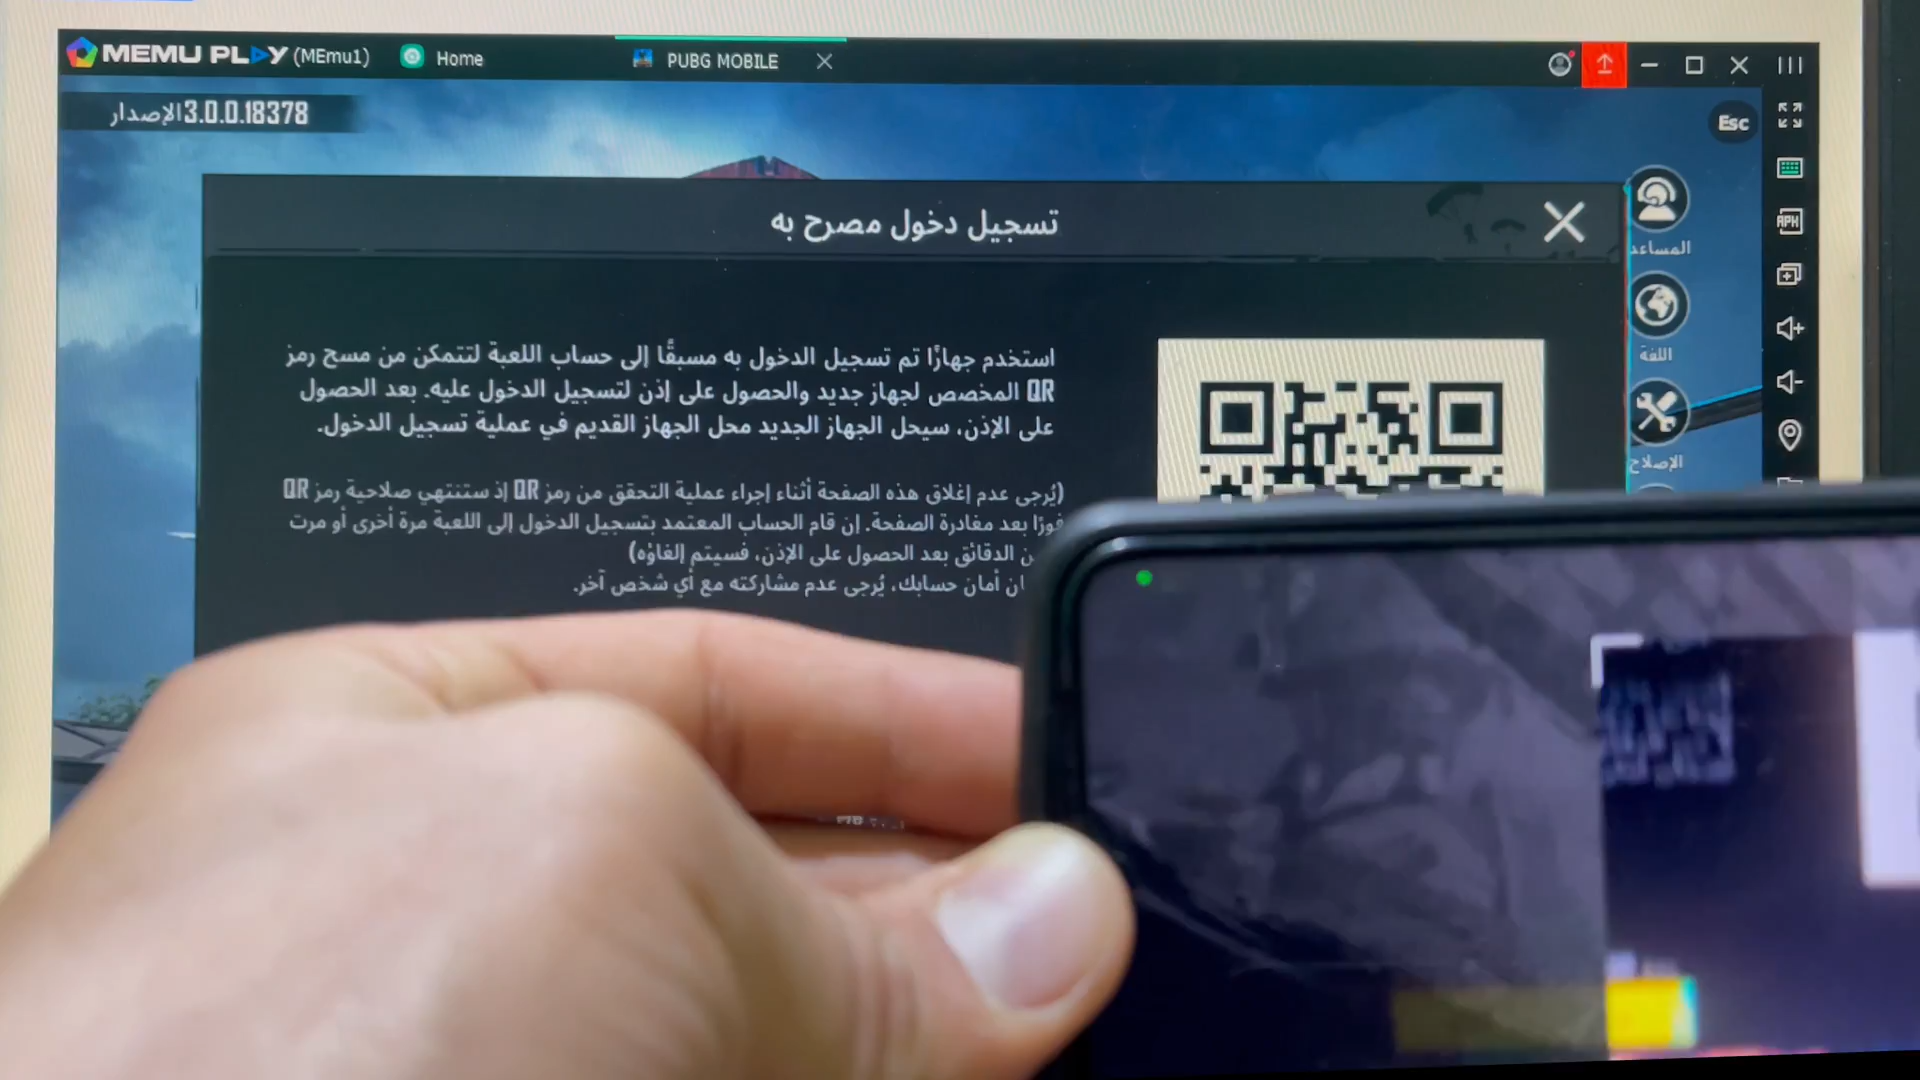 MEMU PLAY (MEmu1)
Home
PUBG MOBILE
الإصدار3.0.0.18378
Esc
تسجيل دخول مصرح به
المساعد
APK
اللغة
الإصلاح
استخدم جهازًا تم تسجيل الدخول به مسبقًا إلى حساب اللعبة لتتمكن من مسح رمز
QR المخصص لجهاز جديد والحصول على إذن لتسجيل الدخول عليه. بعد الحصول
على الإذن، سيحل الجهاز الجديد محل الجهاز القديم في عملية تسجيل الدخول.
(يُرجى عدم إغلاق هذه الصفحة أثناء إجراء عملية التحقق من رمز QR إذ ستنتهي صلاحية رمز QR
فورًا بعد مغادرة الصفحة. إن قام الحساب المعتمد بتسجيل الدخول إلى اللعبة مرة أخرى أو مرت
الدقائق بعد الحصول على الإذن، فسيتم إلغاؤه)
أمان حسابك، يُرجى عدم مشاركته مع أي شخص آخر.